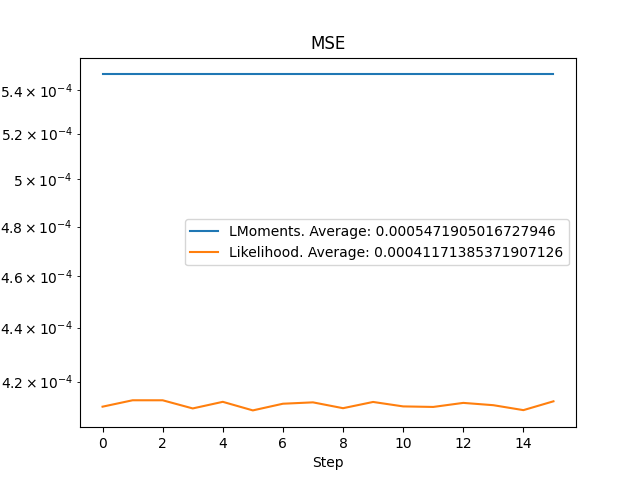 MSE
5.4 × 10⁻⁴
5.2 × 10⁻⁴
5 × 10⁻⁴
4.8 × 10⁻⁴
4.6 × 10⁻⁴
4.4 × 10⁻⁴
4.2 × 10⁻⁴
LMoments. Average: 0.0005471905016727946
Likelihood. Average: 0.00041171385371907126
0 2 4 6 8 10 12 14
Step